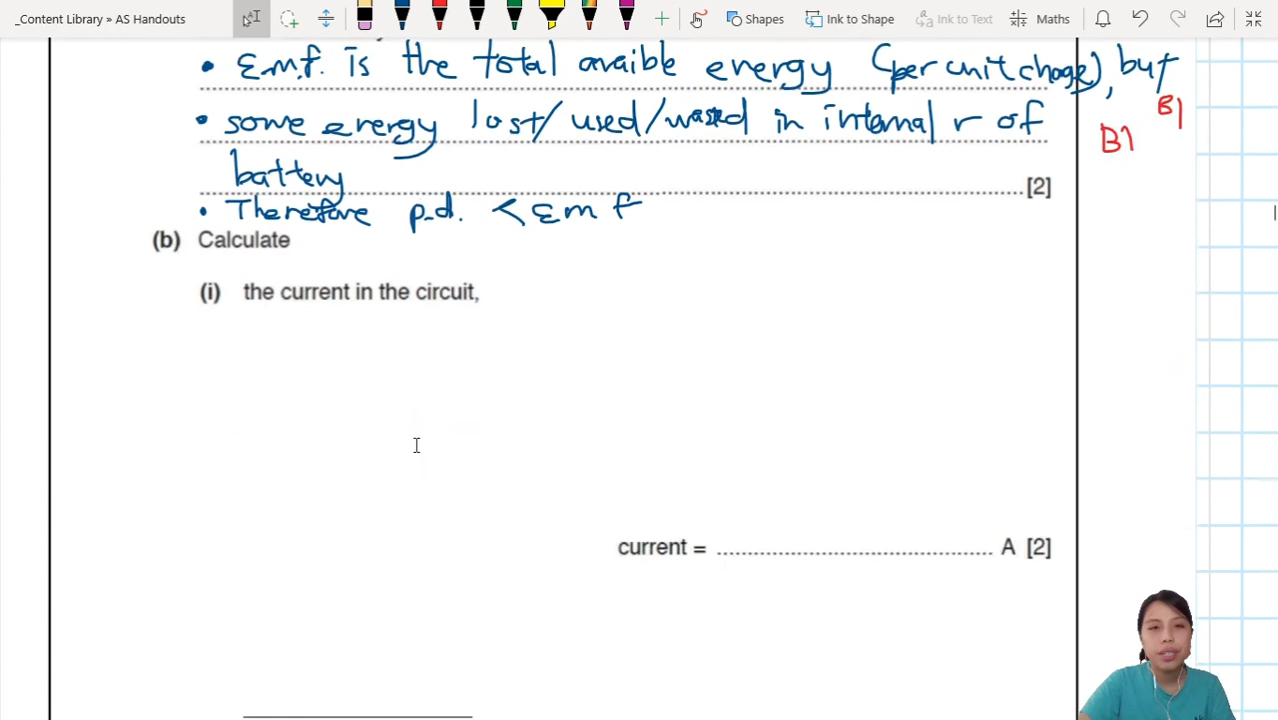 _Content Library » AS Handouts
Shapes
Ink to Shape
Ink to Text
Maths
• E.m.f. is the total avaible energy (per unit charge), but
B1
• some energy lost/used/wasted in internal r of
B1
battery
[2]
• Therefore p.d. < Emf
(b) Calculate
(i) the current in the circuit,
current = ............................................... A [2]